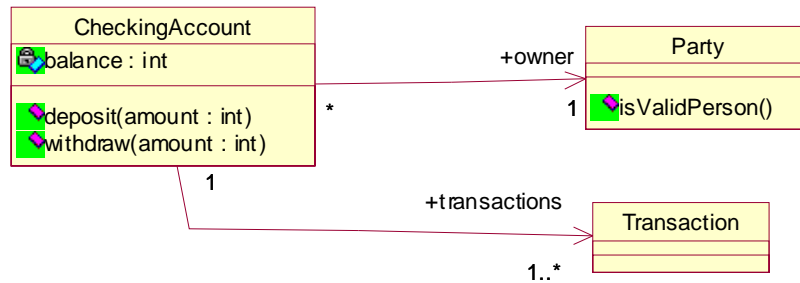 CheckingAccount
balance : int
deposit(amount : int)
withdraw(amount : int)
+owner
*
1
Party
isValidPerson()
1
+transactions
1..*
Transaction